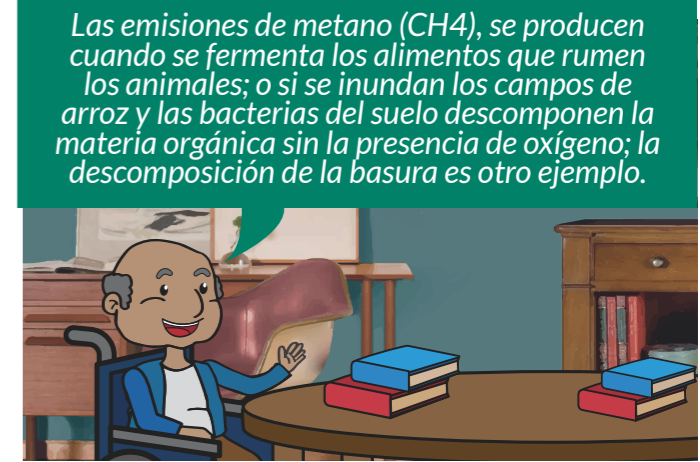 Las emisiones de metano (CH4), se producen
cuando se fermenta los alimentos que rumen
los animales; o si se inundan los campos de
arroz y las bacterias del suelo descomponen la
materia orgánica sin la presencia de oxígeno; la
descomposición de la basura es otro ejemplo.